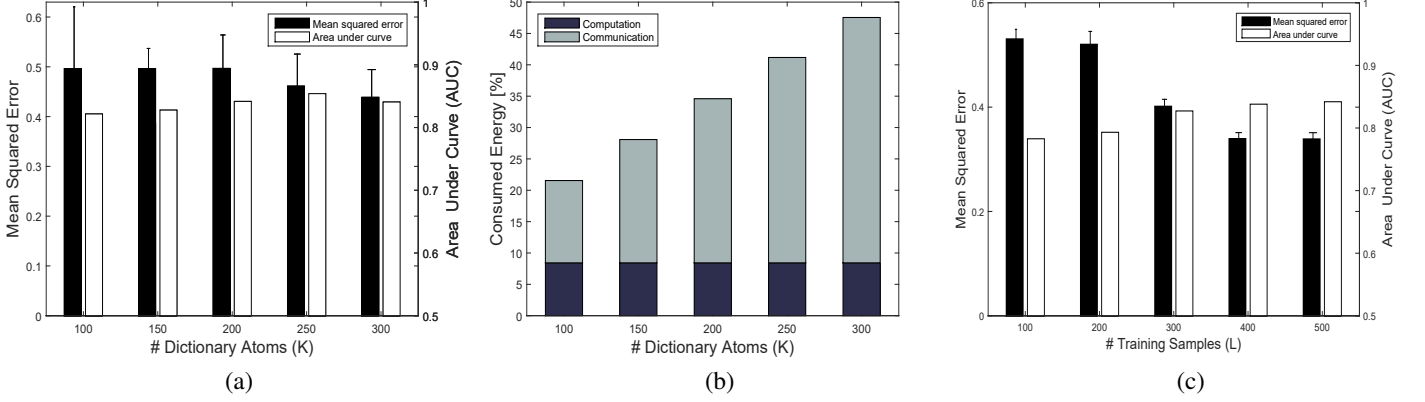 Mean Squared Error
0.6
0.5
0.4
0.3
0.2
0.1
0
Mean squared error
Area under curve
1
0.9
0.8
0.7
0.6
0.5
Area Under Curve (AUC)
100 150 200 250 300
# Dictionary Atoms (K)
(a)
Consumed Energy [%]
50
45
40
35
30
25
20
15
10
5
0
Computation
Communication
100 150 200 250 300
# Dictionary Atoms (K)
(b)
Mean Squared Error
0.6
0.4
0.2
0
Mean squared error
Area under curve
1
0.9
0.8
0.7
0.6
0.5
Area Under Curve (AUC)
100 200 300 400 500
# Training Samples (L)
(c)